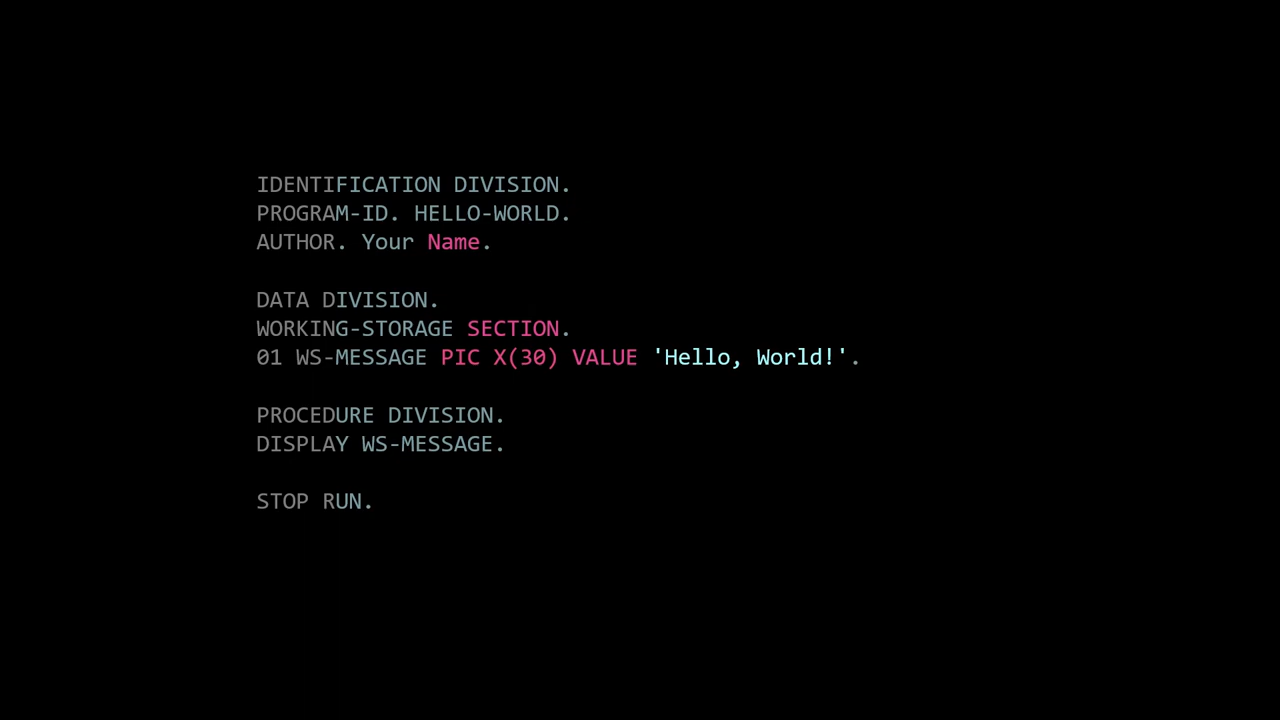 IDENTIFICATION DIVISION.
PROGRAM-ID. HELLO-WORLD.
AUTHOR. Your Name.
DATA DIVISION.
WORKING-STORAGE SECTION.
01 WS-MESSAGE PIC X(30) VALUE 'Hello, World!'.
PROCEDURE DIVISION.
DISPLAY WS-MESSAGE.
STOP RUN.